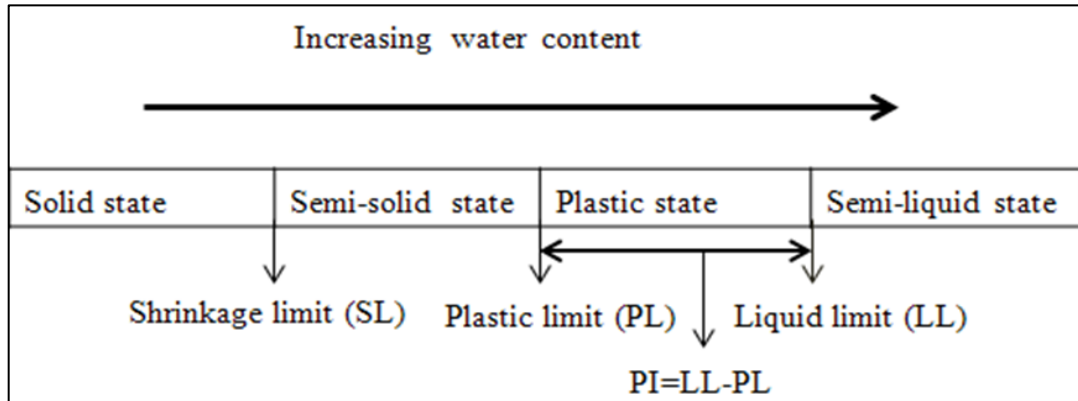 Increasing water content
Solid state Semi-solid state Plastic state Semi-liquid state
Shrinkage limit (SL) Plastic limit (PL) Liquid limit (LL)
PI=LL-PL